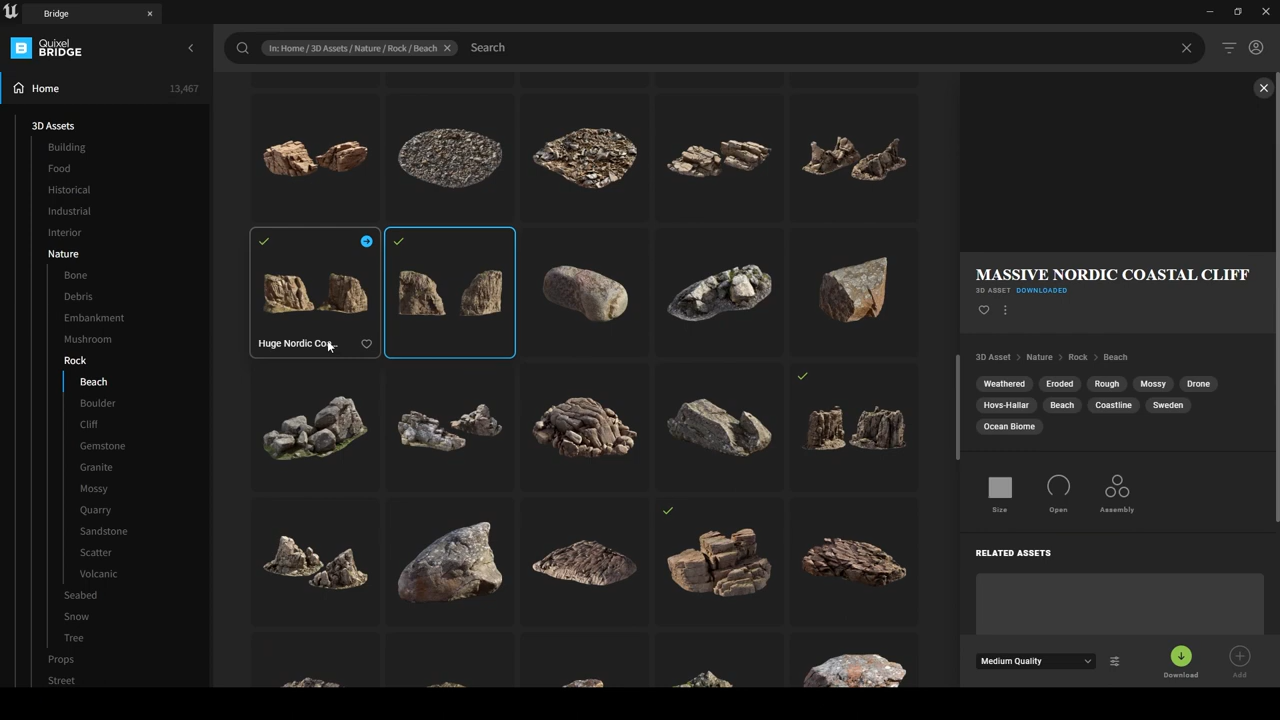 Bridge
Quixel
BRIDGE
In: Home / 3D Assets / Nature / Rock / Beach
Search
Home 13,467
3D Assets
Building
Food
Historical
Industrial
Interior
Nature
Bone
Debris
Embankment
Mushroom
Rock
Beach
Boulder
Cliff
Gemstone
Granite
Mossy
Quarry
Sandstone
Scatter
Volcanic
Seabed
Snow
Tree
Props
Street
Huge Nordic Coa...
MASSIVE NORDIC COASTAL CLIFF
3D ASSET DOWNLOADED
3D Asset > Nature > Rock > Beach
Weathered Eroded Rough Mossy Drone
Hovs-Hallar Beach Coastline Sweden
Ocean Biome
Size Open Assembly
RELATED ASSETS
Medium Quality
Download Add